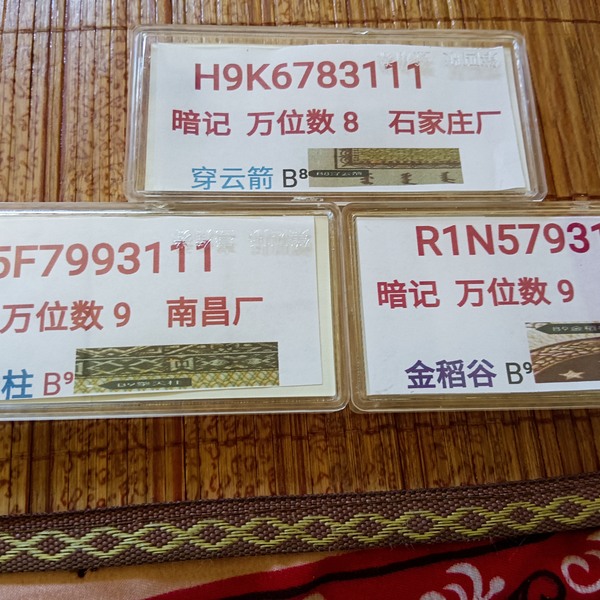 H9K6783111
暗记 万位数 8 石家庄厂
穿云箭 B⁸
5F7993111
万位数 9 南昌厂
柱 B⁹
R1N57931
暗记 万位数 9
金稻谷 B⁹